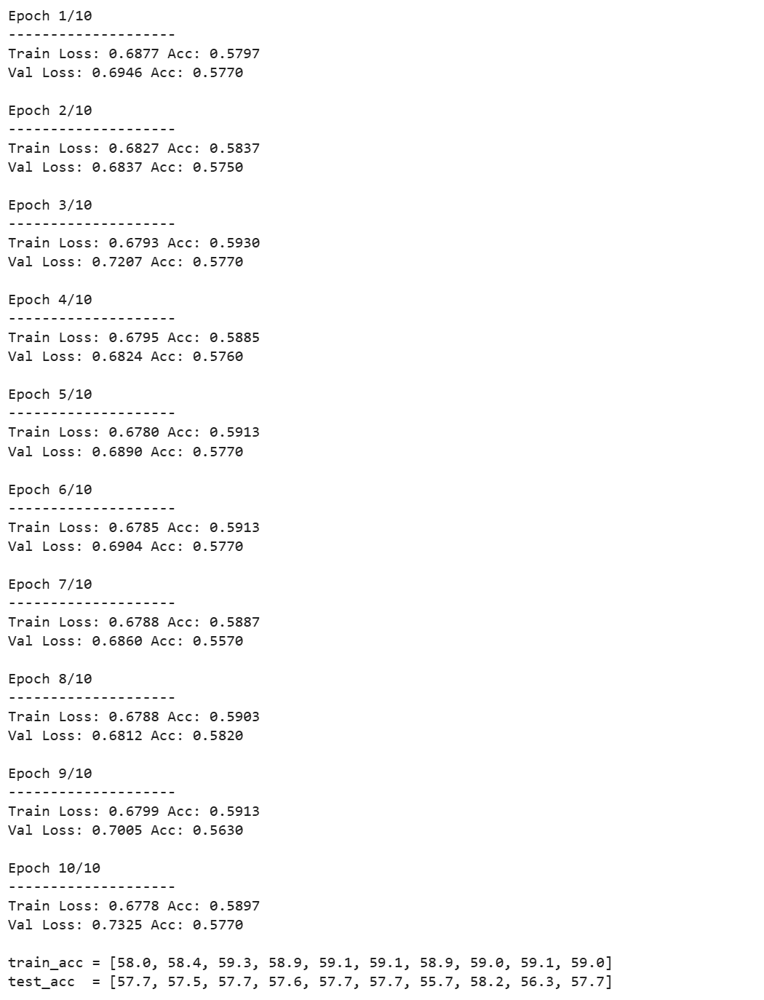 Epoch 1/10
--------------------
Train Loss: 0.6877 Acc: 0.5797
Val Loss: 0.6946 Acc: 0.5770
Epoch 2/10
--------------------
Train Loss: 0.6827 Acc: 0.5837
Val Loss: 0.6837 Acc: 0.5750
Epoch 3/10
--------------------
Train Loss: 0.6793 Acc: 0.5930
Val Loss: 0.7207 Acc: 0.5770
Epoch 4/10
--------------------
Train Loss: 0.6795 Acc: 0.5885
Val Loss: 0.6824 Acc: 0.5760
Epoch 5/10
--------------------
Train Loss: 0.6780 Acc: 0.5913
Val Loss: 0.6890 Acc: 0.5770
Epoch 6/10
--------------------
Train Loss: 0.6785 Acc: 0.5913
Val Loss: 0.6904 Acc: 0.5770
Epoch 7/10
--------------------
Train Loss: 0.6788 Acc: 0.5887
Val Loss: 0.6860 Acc: 0.5570
Epoch 8/10
--------------------
Train Loss: 0.6788 Acc: 0.5903
Val Loss: 0.6812 Acc: 0.5820
Epoch 9/10
--------------------
Train Loss: 0.6799 Acc: 0.5913
Val Loss: 0.7005 Acc: 0.5630
Epoch 10/10
--------------------
Train Loss: 0.6778 Acc: 0.5897
Val Loss: 0.7325 Acc: 0.5770
train_acc = [58.0, 58.4, 59.3, 58.9, 59.1, 59.1, 58.9, 59.0, 59.1, 59.0]
test_acc  = [57.7, 57.5, 57.7, 57.6, 57.7, 57.7, 55.7, 58.2, 56.3, 57.7]